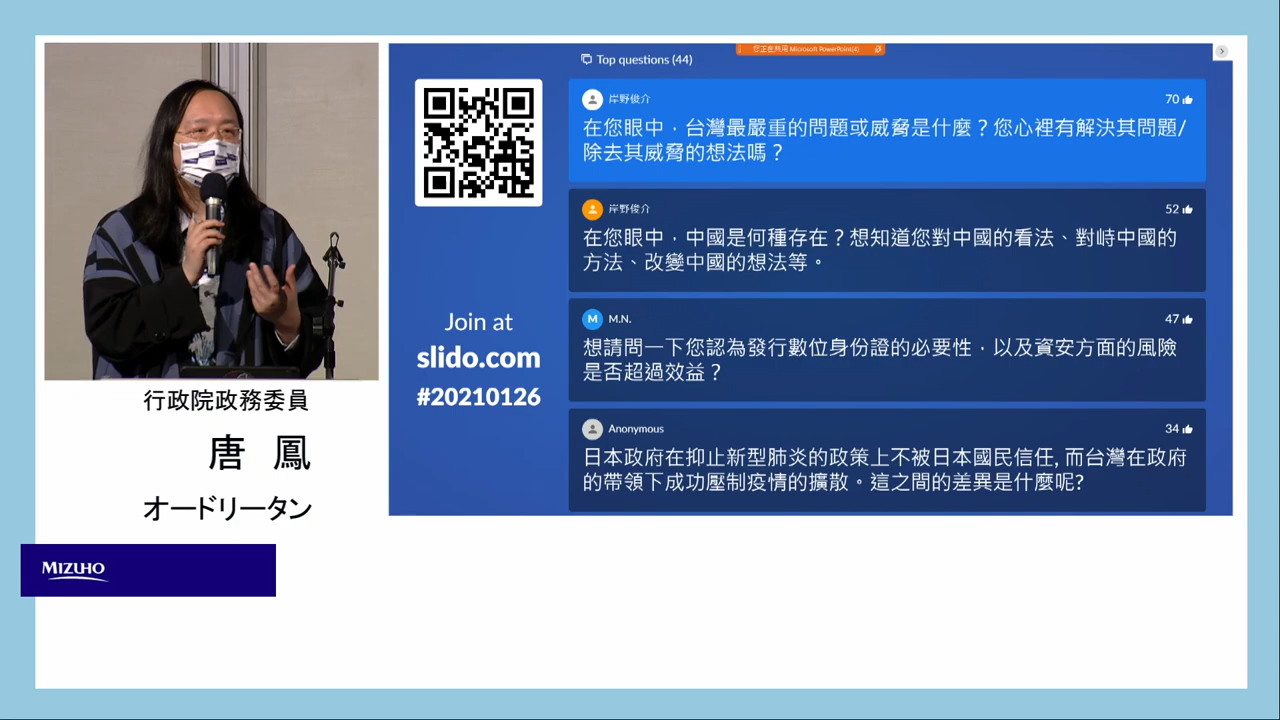 您正在共用 Microsoft PowerPoint(4)
Top questions (44)
岸野俊介
70
在您眼中，台灣最嚴重的問題或威脅是什麼？您心裡有解決其問題/
除去其威脅的想法嗎？
岸野俊介
52
在您眼中，中國是何種存在？想知道您對中國的看法、對峙中國的
方法、改變中國的想法等。
M
M.N.
47
想請問一下您認為發行數位身份證的必要性，以及資安方面的風險
是否超過效益？
Anonymous
34
日本政府在抑止新型肺炎的政策上不被日本國民信任, 而台灣在政府
的帶領下成功壓制疫情的擴散。這之間的差異是什麼呢?
Join at
slido.com
#20210126
行政院政務委員
唐 鳳
オードリータン
MIZUHO